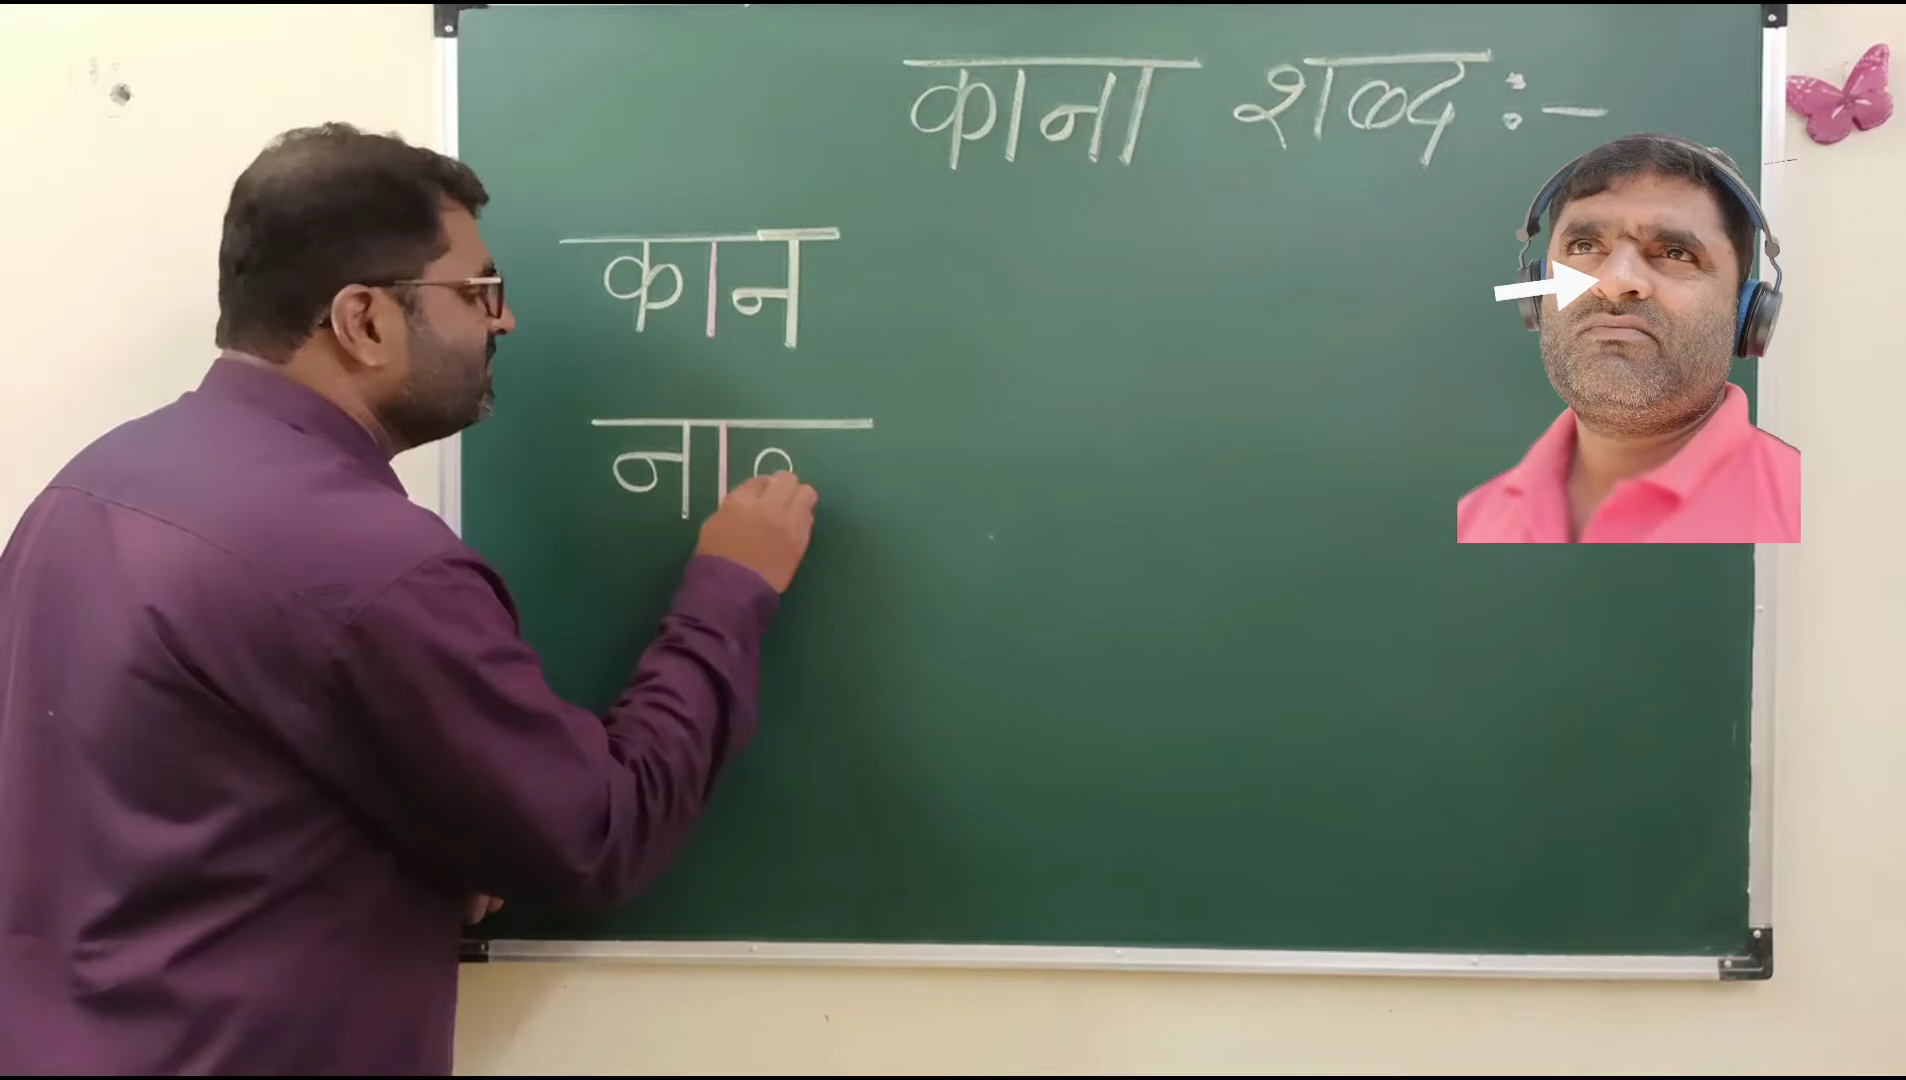 काना शब्द :-
कान
ना